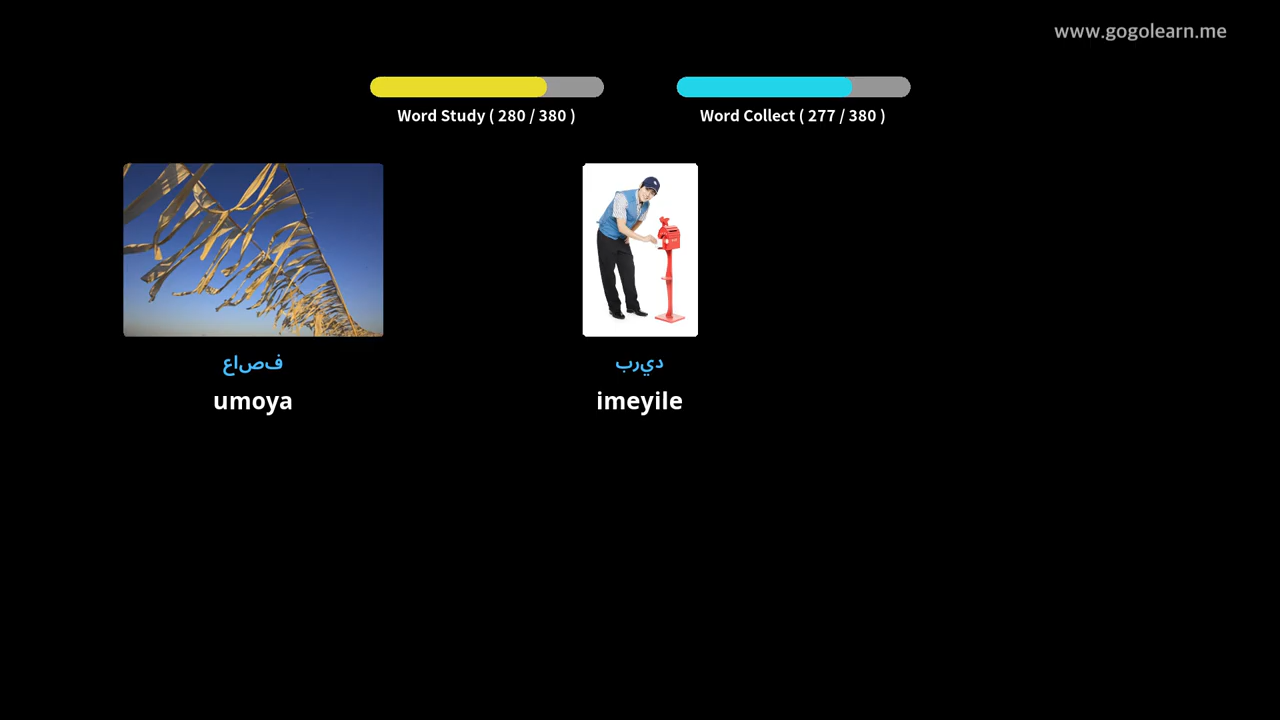 www.gogolearn.me
Word Study ( 280 / 380 )
Word Collect ( 277 / 380 )
عاصف
umoya
بريد
imeyile